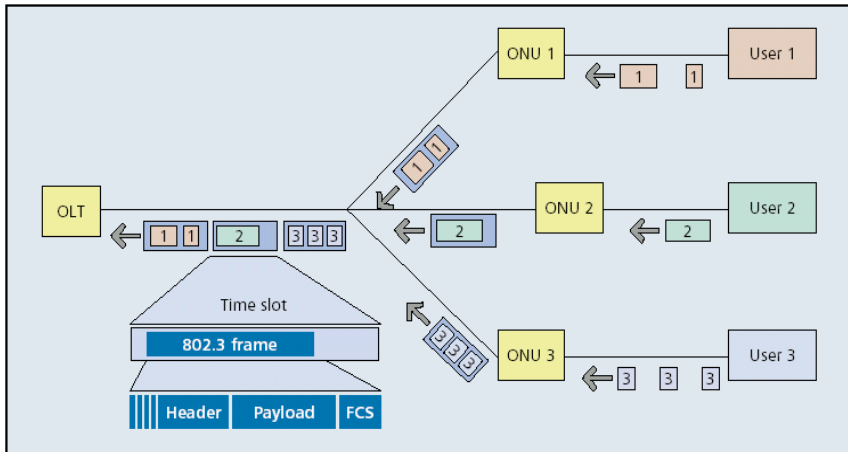 ONU 1
User 1
1
1
1
1
OLT
ONU 2
User 2
1
1
2
3
3
3
2
2
Time slot
802.3 frame
3
3
3
ONU 3
User 3
3
3
3
Header
Payload
FCS